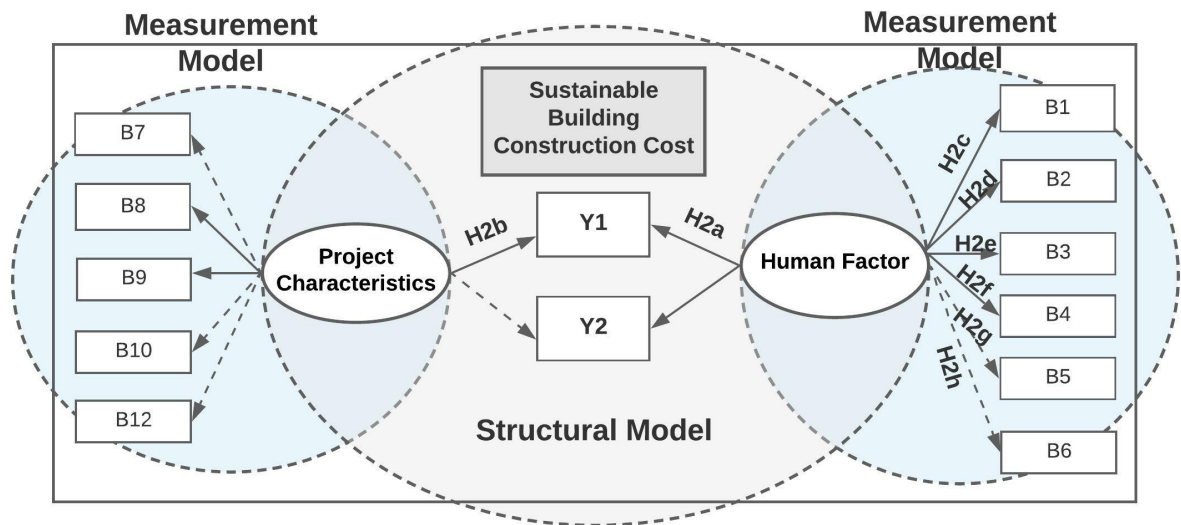 Measurement
Model
Measurement
Model
Sustainable
Building
Construction Cost
B7
B8
B9
B10
B12
Project
Characteristics
H2b
Y1
Y2
H2a
Human Factor
H2c
H2d
H2e
H2f
H2g
H2h
B1
B2
B3
B4
B5
B6
Structural Model